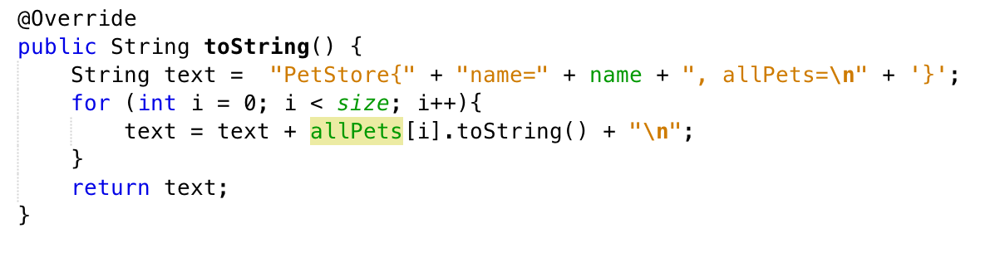 @Override
public String toString() {
    String text =  "PetStore{" + "name=" + name + ", allPets=\n" + '}';
    for (int i = 0; i < size; i++){
        text = text + allPets[i].toString() + "\n";
    }
    return text;
}